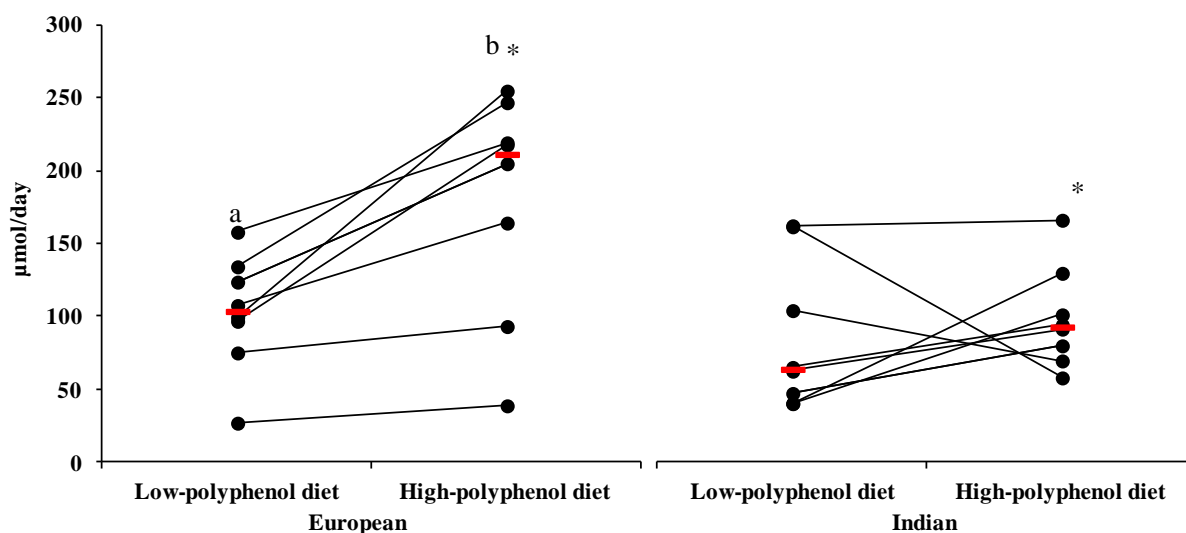 300
250
200
150
100
50
0
µmol/day
a
b *
*
Low-polyphenol diet High-polyphenol diet Low-polyphenol diet High-polyphenol diet
European Indian